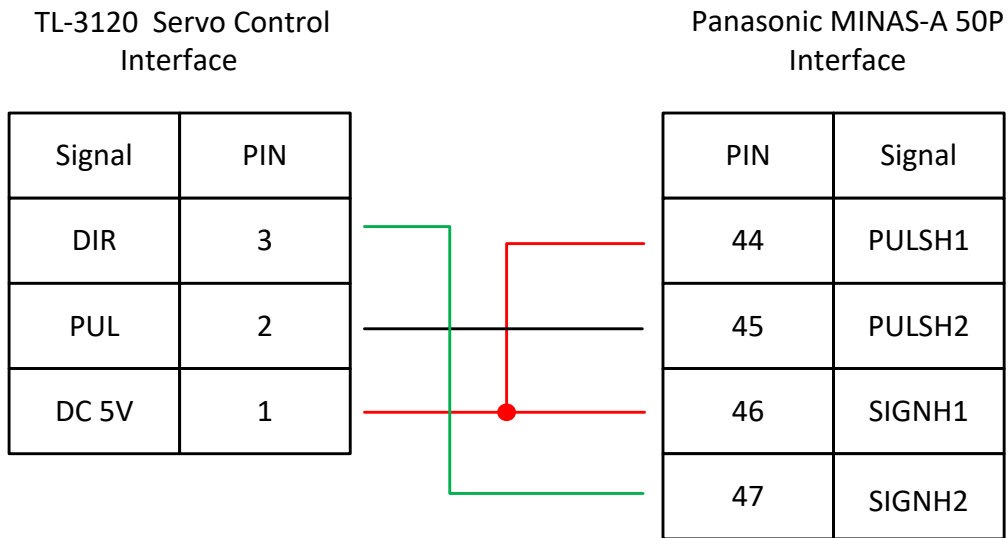 TL-3120 Servo Control
Interface
Panasonic MINAS-A 50P
Interface
Signal PIN
DIR 3
PUL 2
DC 5V 1
PIN Signal
44 PULSH1
45 PULSH2
46 SIGNH1
47 SIGNH2